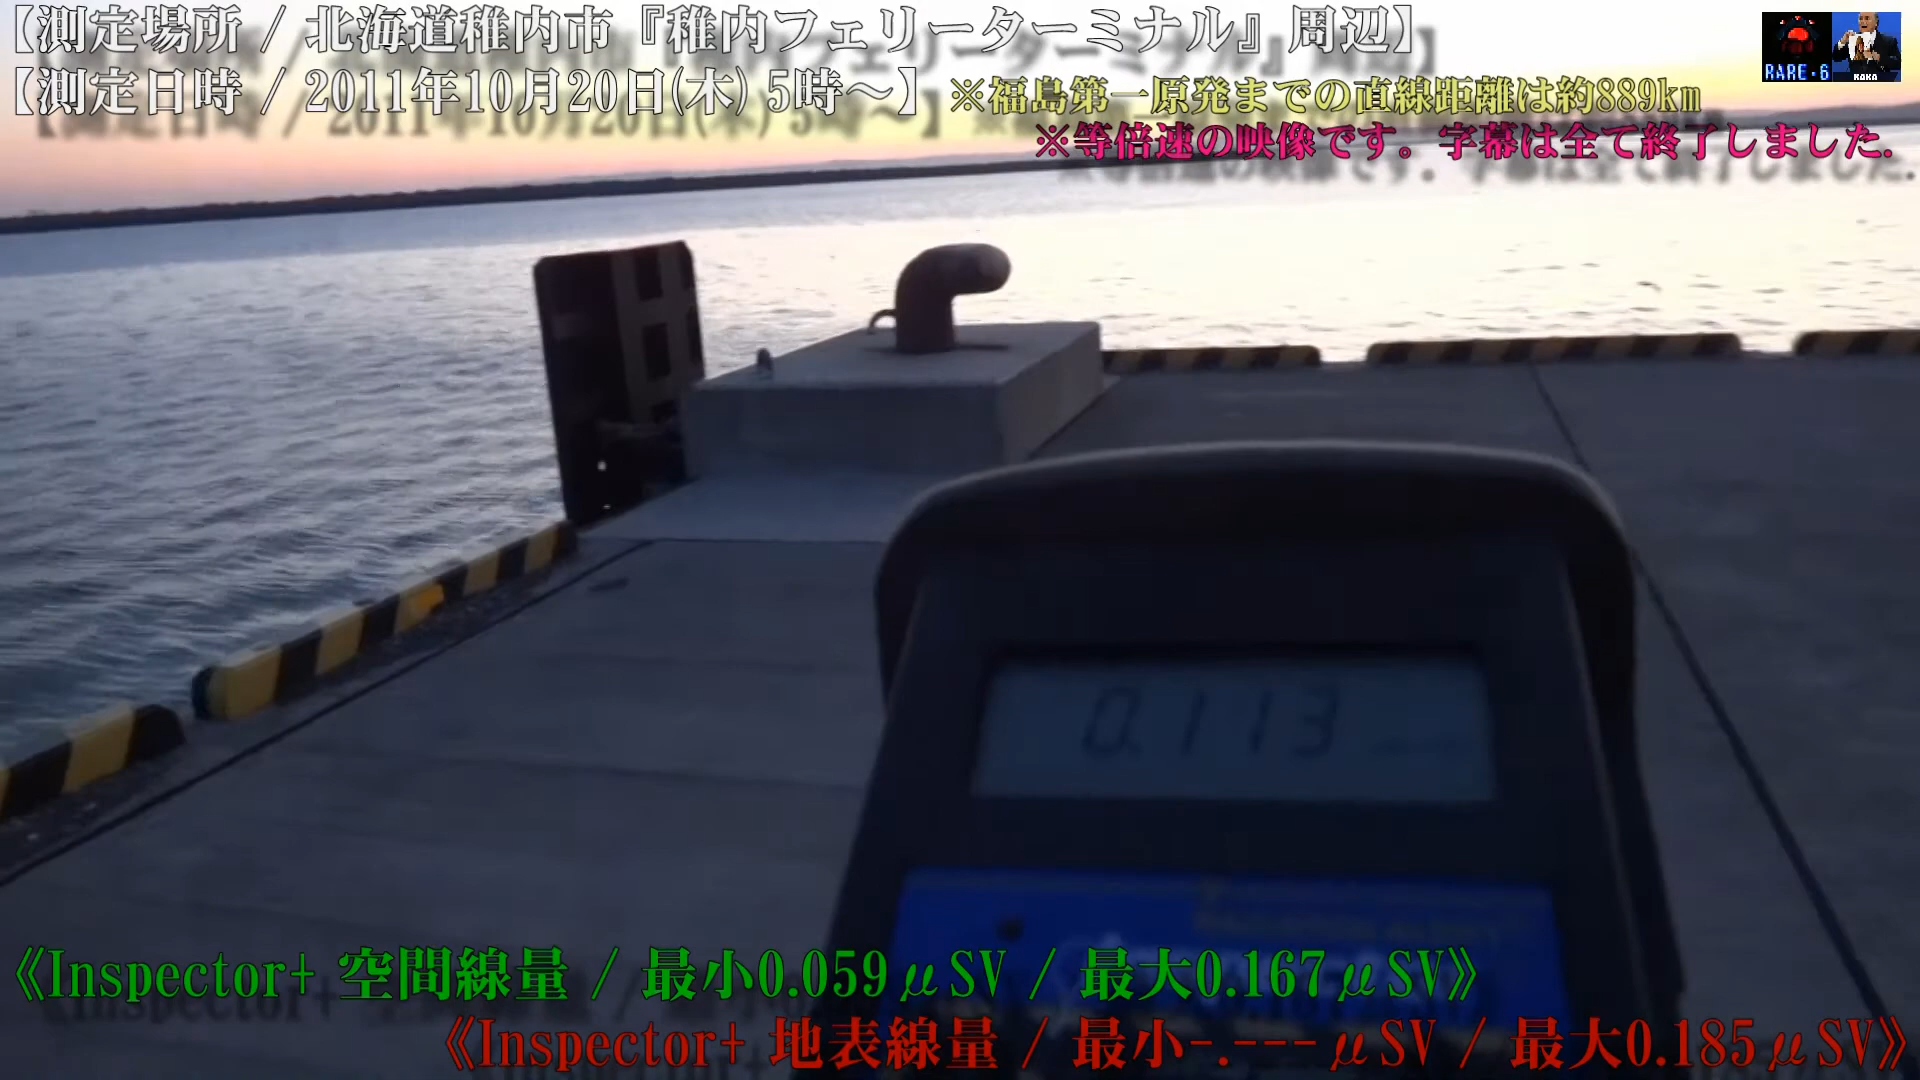 【測定場所 / 北海道稚内市『稚内フェリーターミナル』周辺】
【測定日時 / 2011年10月20日(木) 5時～】※福島第一原発までの直線距離は約889km
※等倍速の映像です。字幕は全て終了しました.
RARE・6
KOKO
0.113
《Inspector+ 空間線量 / 最小0.059μSV / 最大0.167μSV》
《Inspector+ 地表線量 / 最小-.---μSV / 最大0.185μSV》